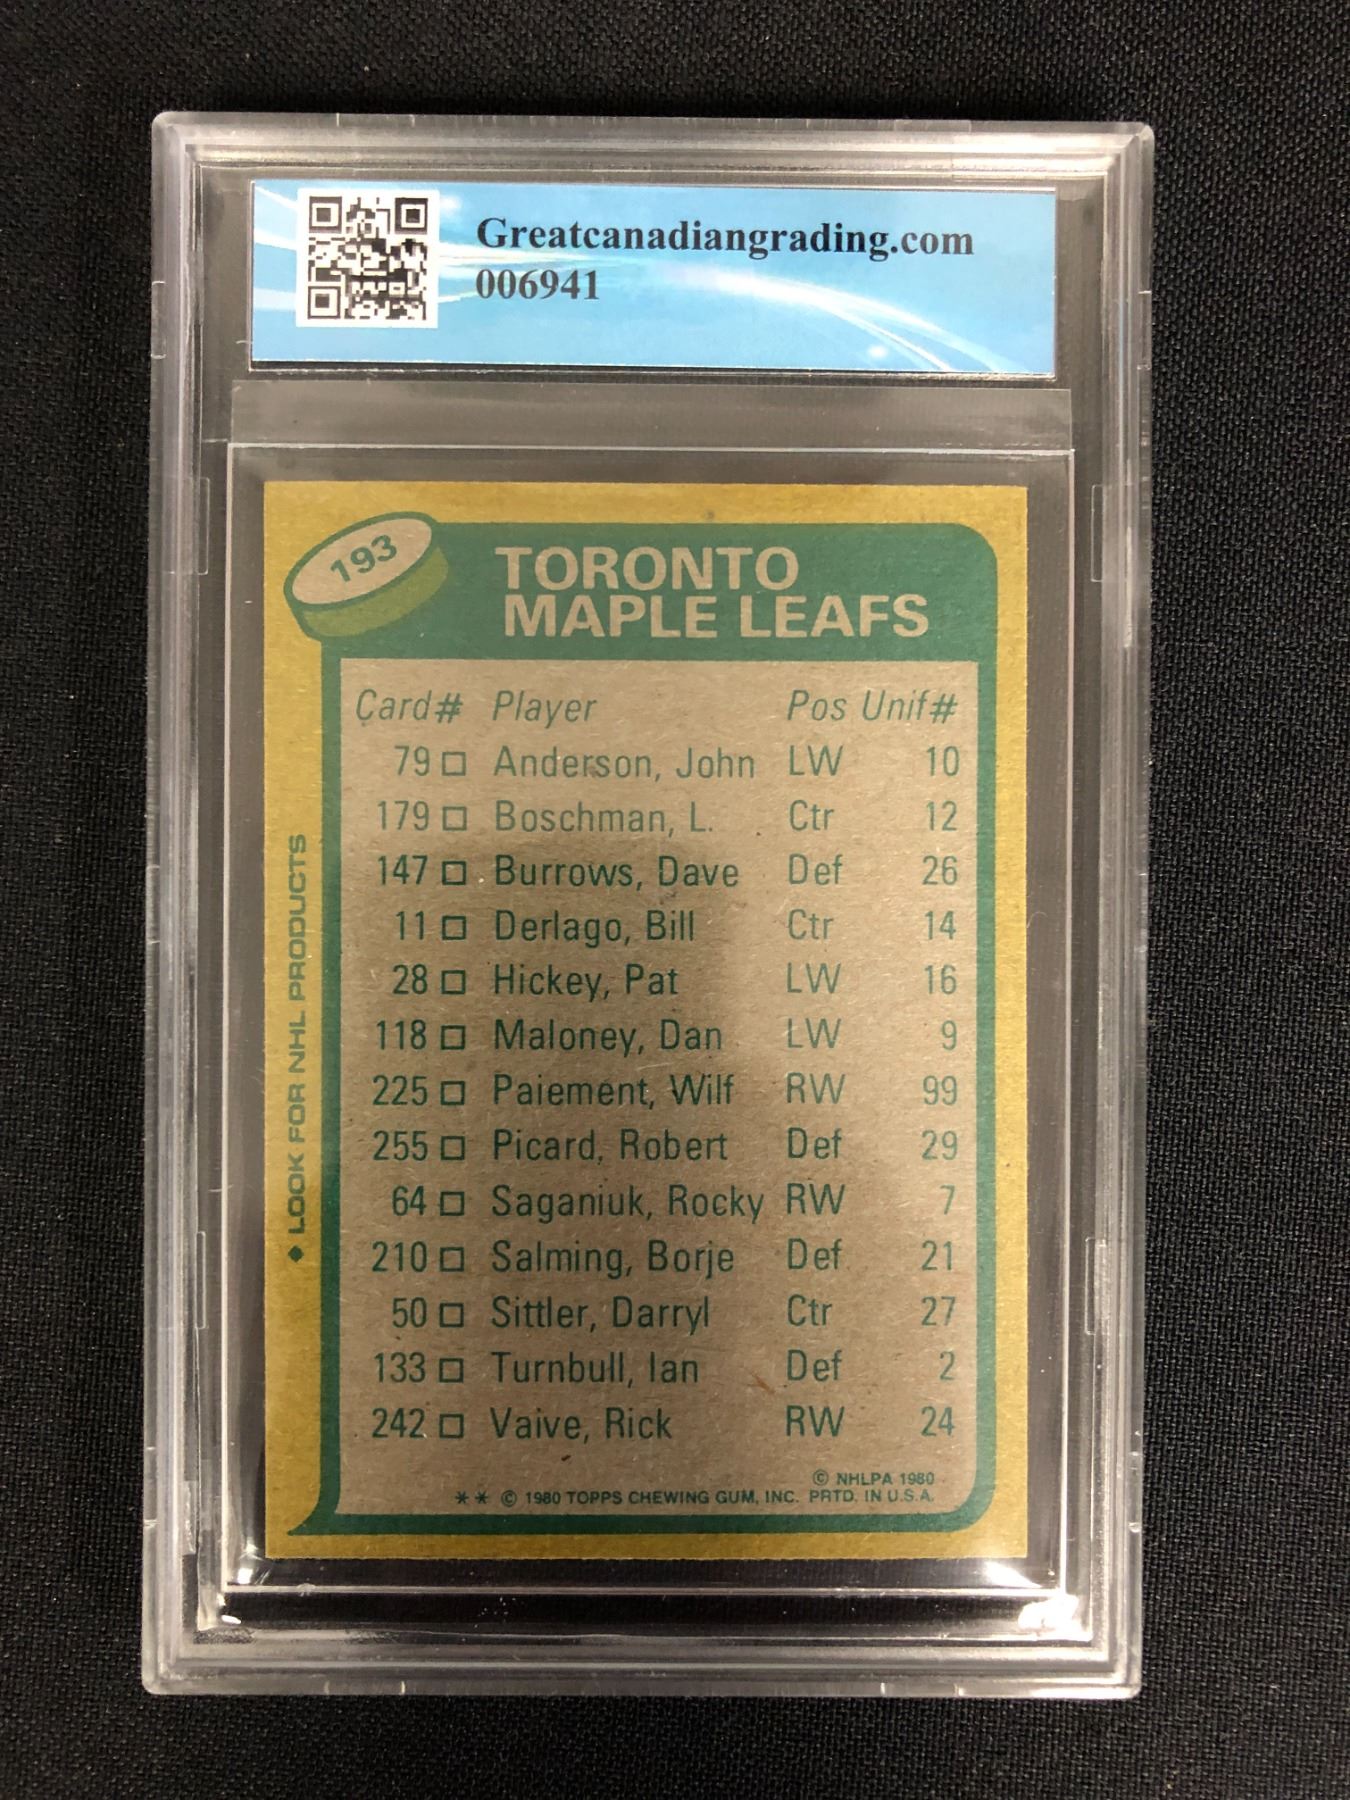 Greatcanadiangrading.com
006941
193
TORONTO
MAPLE LEAFS
Card# Player Pos Unif#
79 □ Anderson, John LW 10
179 □ Boschman, L. Ctr 12
147 □ Burrows, Dave Def 26
11 □ Derlago, Bill Ctr 14
28 □ Hickey, Pat LW 16
118 □ Maloney, Dan LW 9
225 □ Paiement, Wilf RW 99
255 □ Picard, Robert Def 29
64 □ Saganiuk, Rocky RW 7
210 □ Salming, Borje Def 21
50 □ Sittler, Darryl Ctr 27
133 □ Turnbull, Ian Def 2
242 □ Vaive, Rick RW 24
© NHLPA 1980
** © 1980 TOPPS CHEWING GUM, INC. PRTD. IN U.S.A.
◆ LOOK FOR NHL PRODUCTS